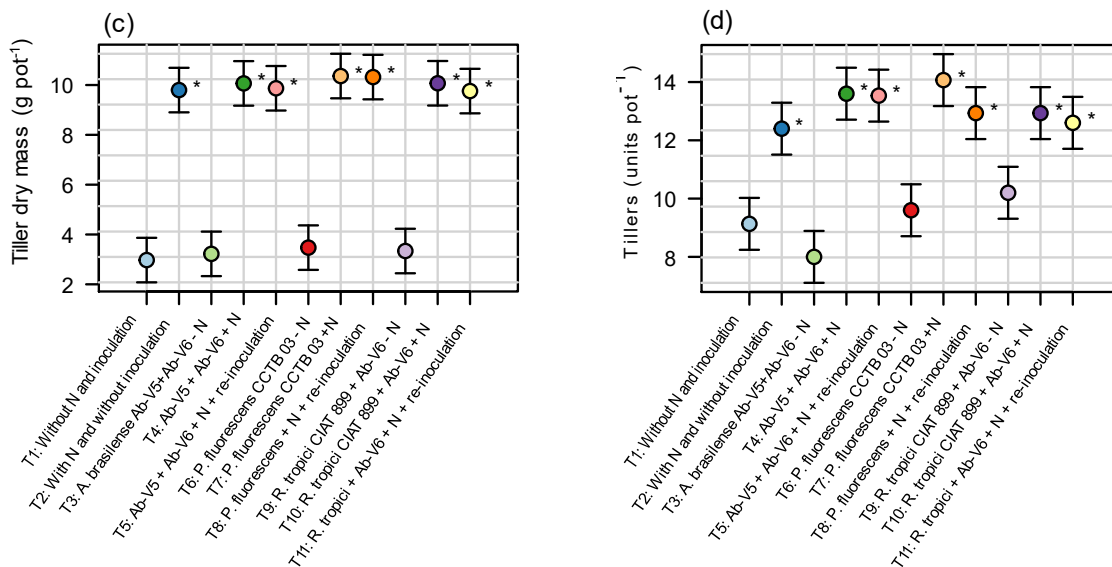 (c)
Tiller dry mass (g pot⁻¹)
10
8
6
4
2
* * * * * * *
T1: Without N and inoculation
T2: With N and without inoculation
T3: A. brasilense Ab-V5+Ab-V6 - N
T4: Ab-V5 + Ab-V6 + N
T5: Ab-V5 + Ab-V6 + N + re-inoculation
T6: P. fluorescens CCTB 03 - N
T7: P. fluorescens CCTB 03 +N
T8: P. fluorescens + N + re-inoculation
T9: R. tropici CIAT 899 + Ab-V6 - N
T10: R. tropici CIAT 899 + Ab-V6 + N
T11: R. tropici + Ab-V6 + N + re-inoculation
(d)
Tillers (units pot⁻¹)
14
12
10
8
* * * * * * *
T1: Without N and inoculation
T2: With N and without inoculation
T3: A. brasilense Ab-V5+Ab-V6 - N
T4: Ab-V5 + Ab-V6 + N
T5: Ab-V5 + Ab-V6 + N + re-inoculation
T6: P. fluorescens CCTB 03 - N
T7: P. fluorescens CCTB 03 +N
T8: P. fluorescens + N + re-inoculation
T9: R. tropici CIAT 899 + Ab-V6 - N
T10: R. tropici CIAT 899 + Ab-V6 + N
T11: R. tropici + Ab-V6 + N + re-inoculation